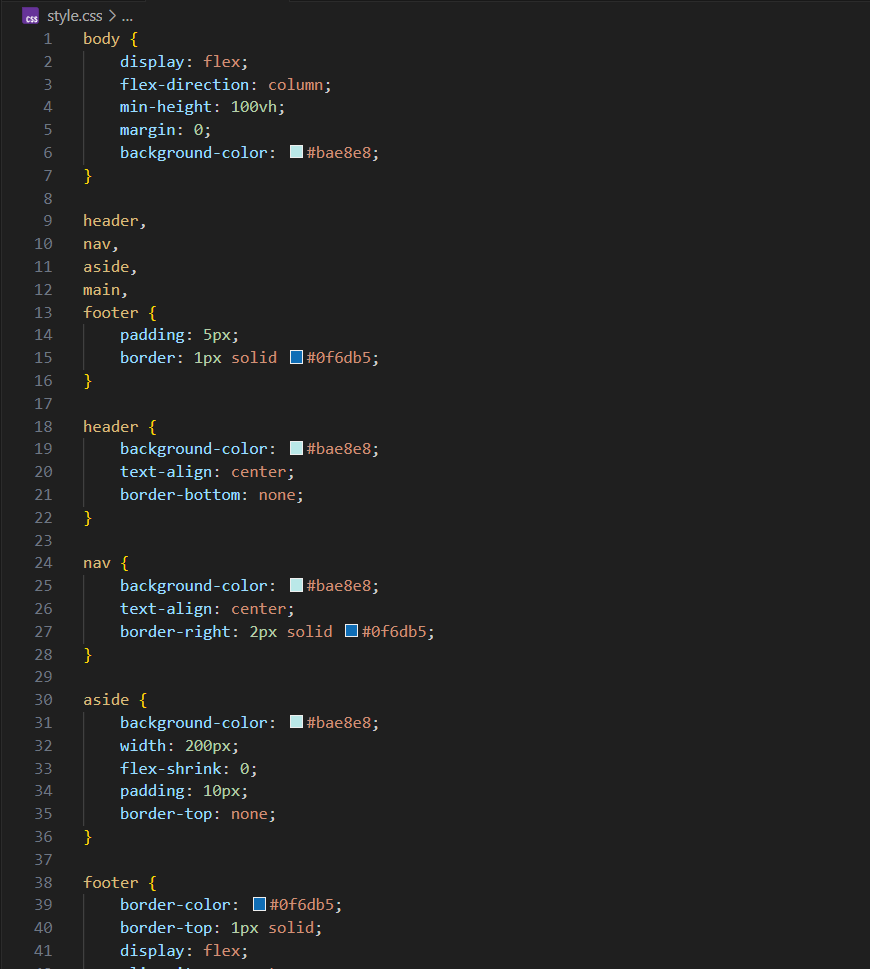 css style.css > ...
1 body {
2 display: flex;
3 flex-direction: column;
4 min-height: 100vh;
5 margin: 0;
6 background-color: #bae8e8;
7 }
8
9 header,
10 nav,
11 aside,
12 main,
13 footer {
14 padding: 5px;
15 border: 1px solid #0f6db5;
16 }
17
18 header {
19 background-color: #bae8e8;
20 text-align: center;
21 border-bottom: none;
22 }
23
24 nav {
25 background-color: #bae8e8;
26 text-align: center;
27 border-right: 2px solid #0f6db5;
28 }
29
30 aside {
31 background-color: #bae8e8;
32 width: 200px;
33 flex-shrink: 0;
34 padding: 10px;
35 border-top: none;
36 }
37
38 footer {
39 border-color: #0f6db5;
40 border-top: 1px solid;
41 display: flex;